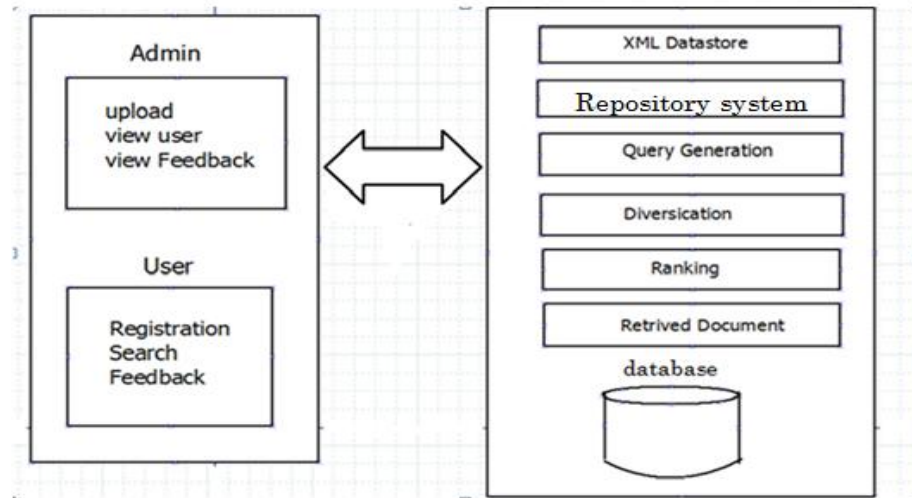 Admin
upload
view user
view Feedback
User
Registration
Search
Feedback
XML Datastore
Repository system
Query Generation
Diversication
Ranking
Retrived Document
database